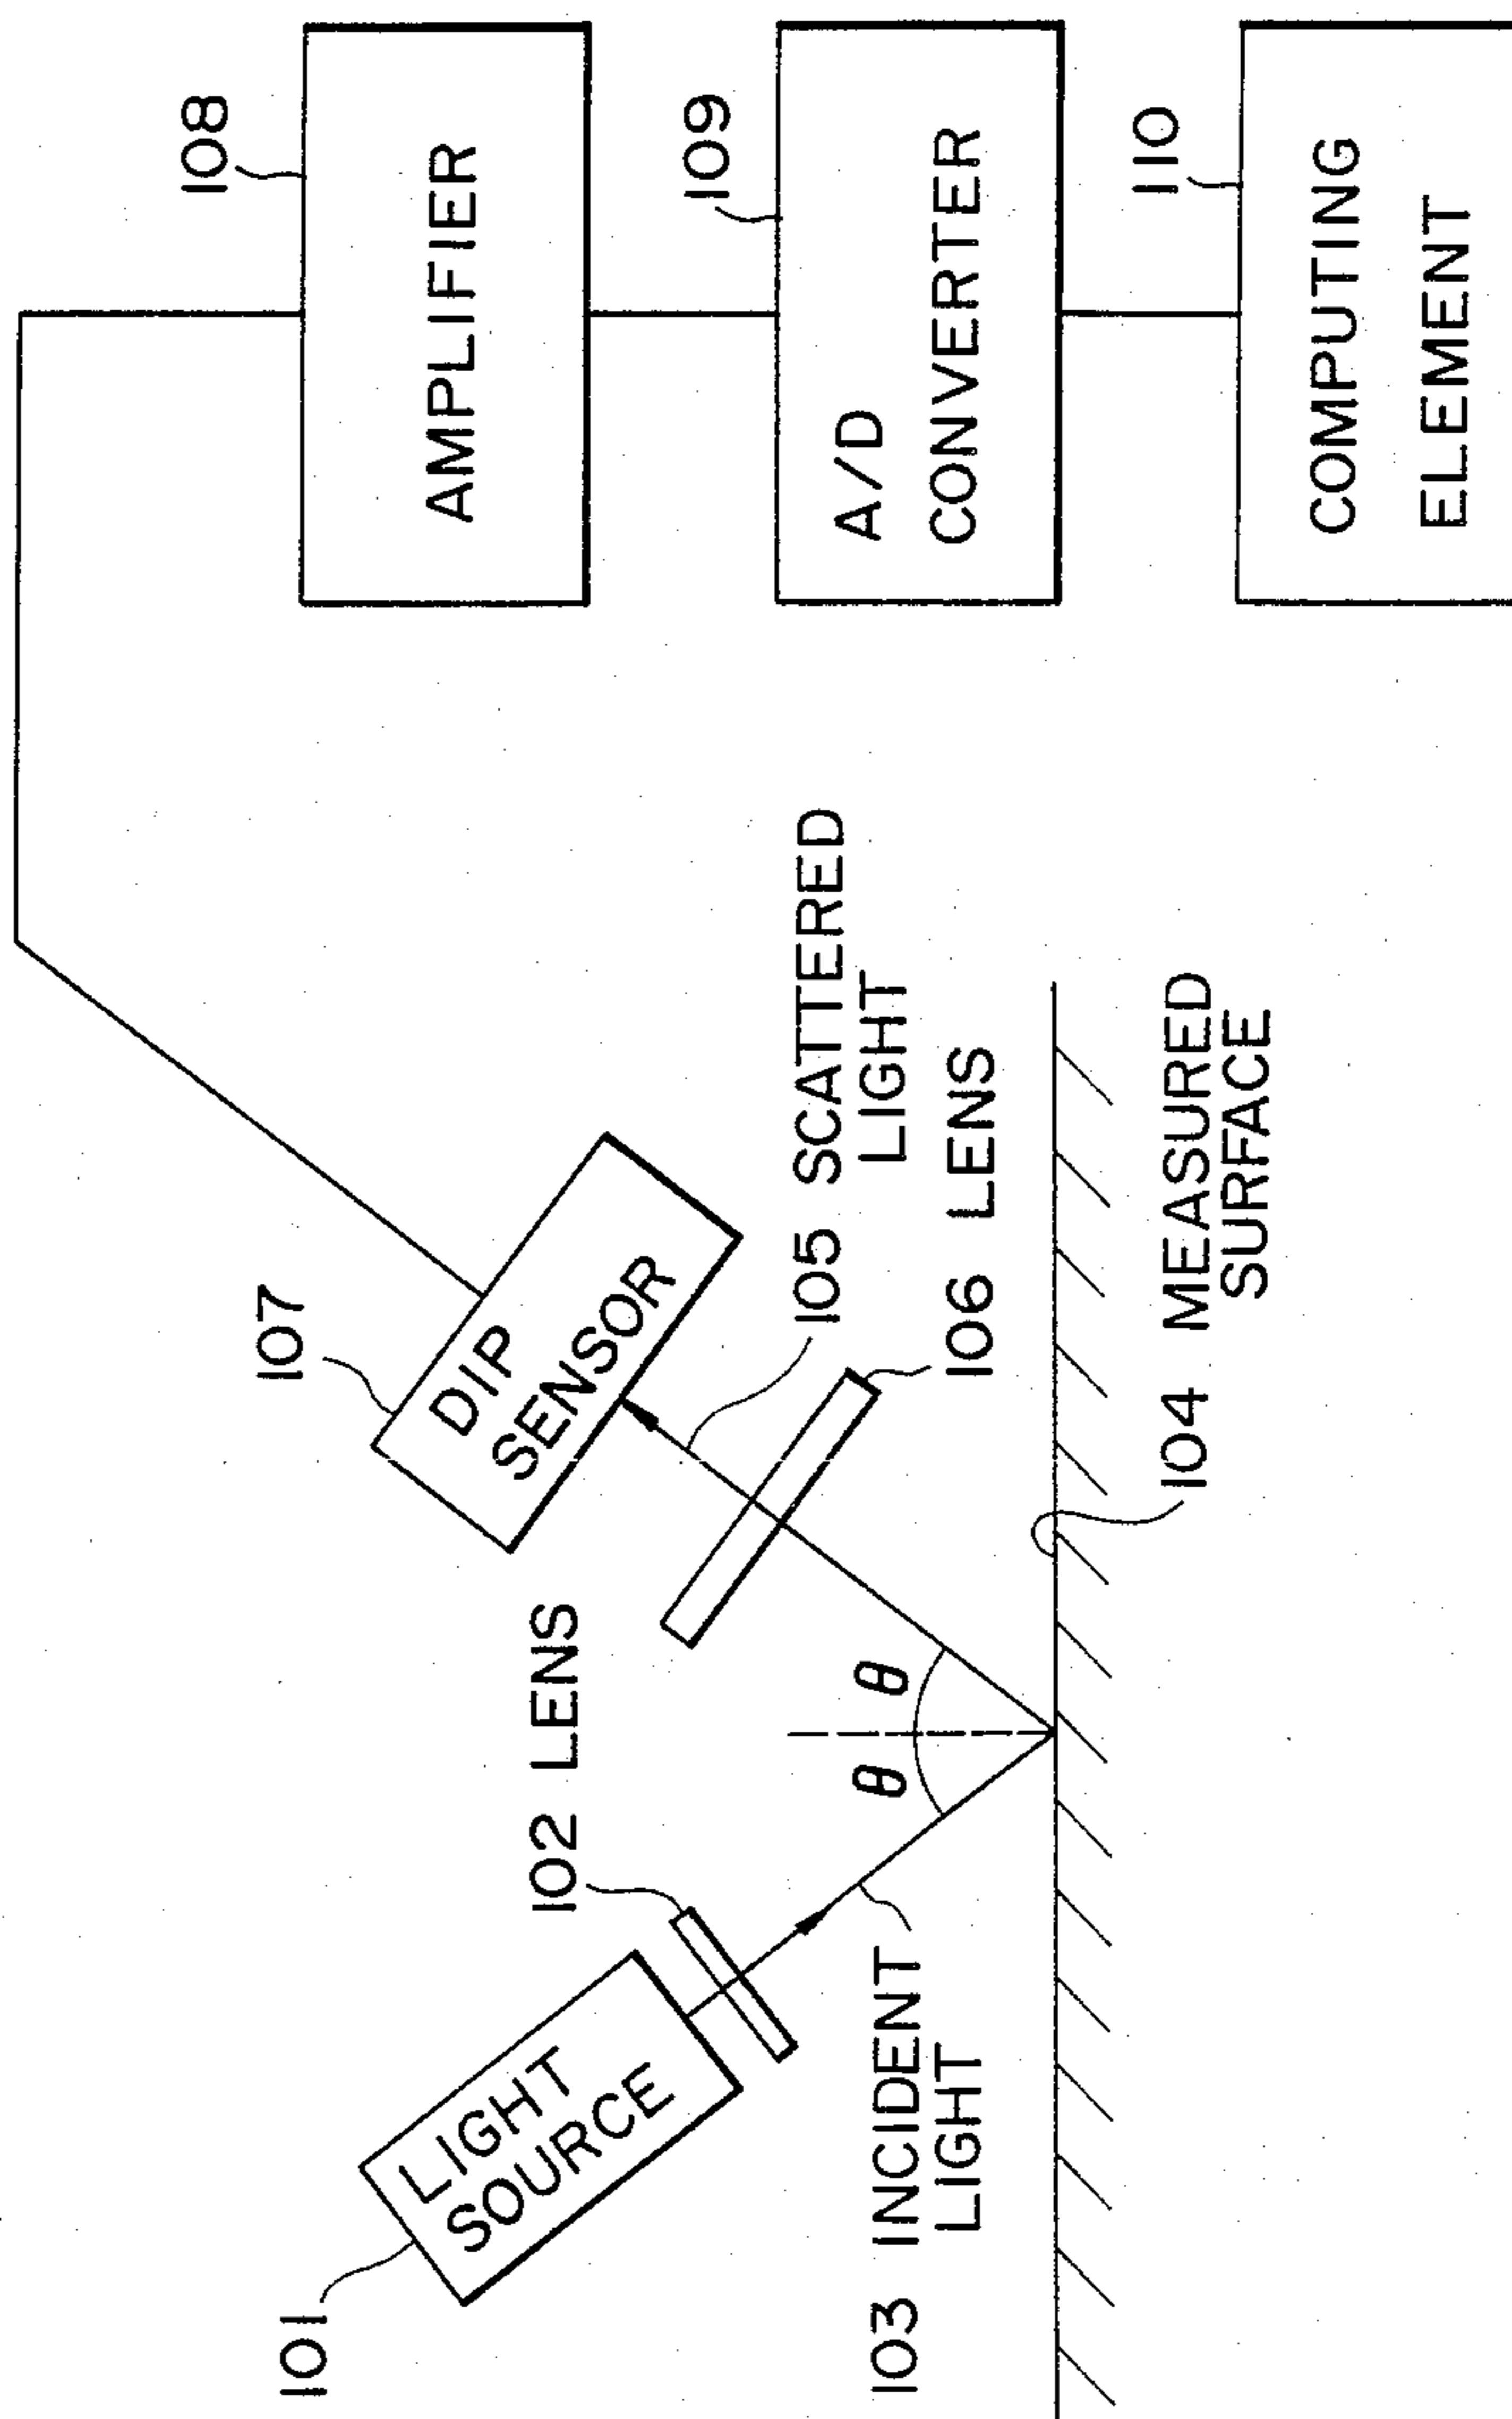 101
LIGHT
SOURCE
102 LENS
103 INCIDENT
LIGHT
θ
θ
104 MEASURED
SURFACE
105 SCATTERED
LIGHT
106 LENS
107
DIP
SENSOR
108
AMPLIFIER
109
A/D
CONVERTER
110
COMPUTING
ELEMENT